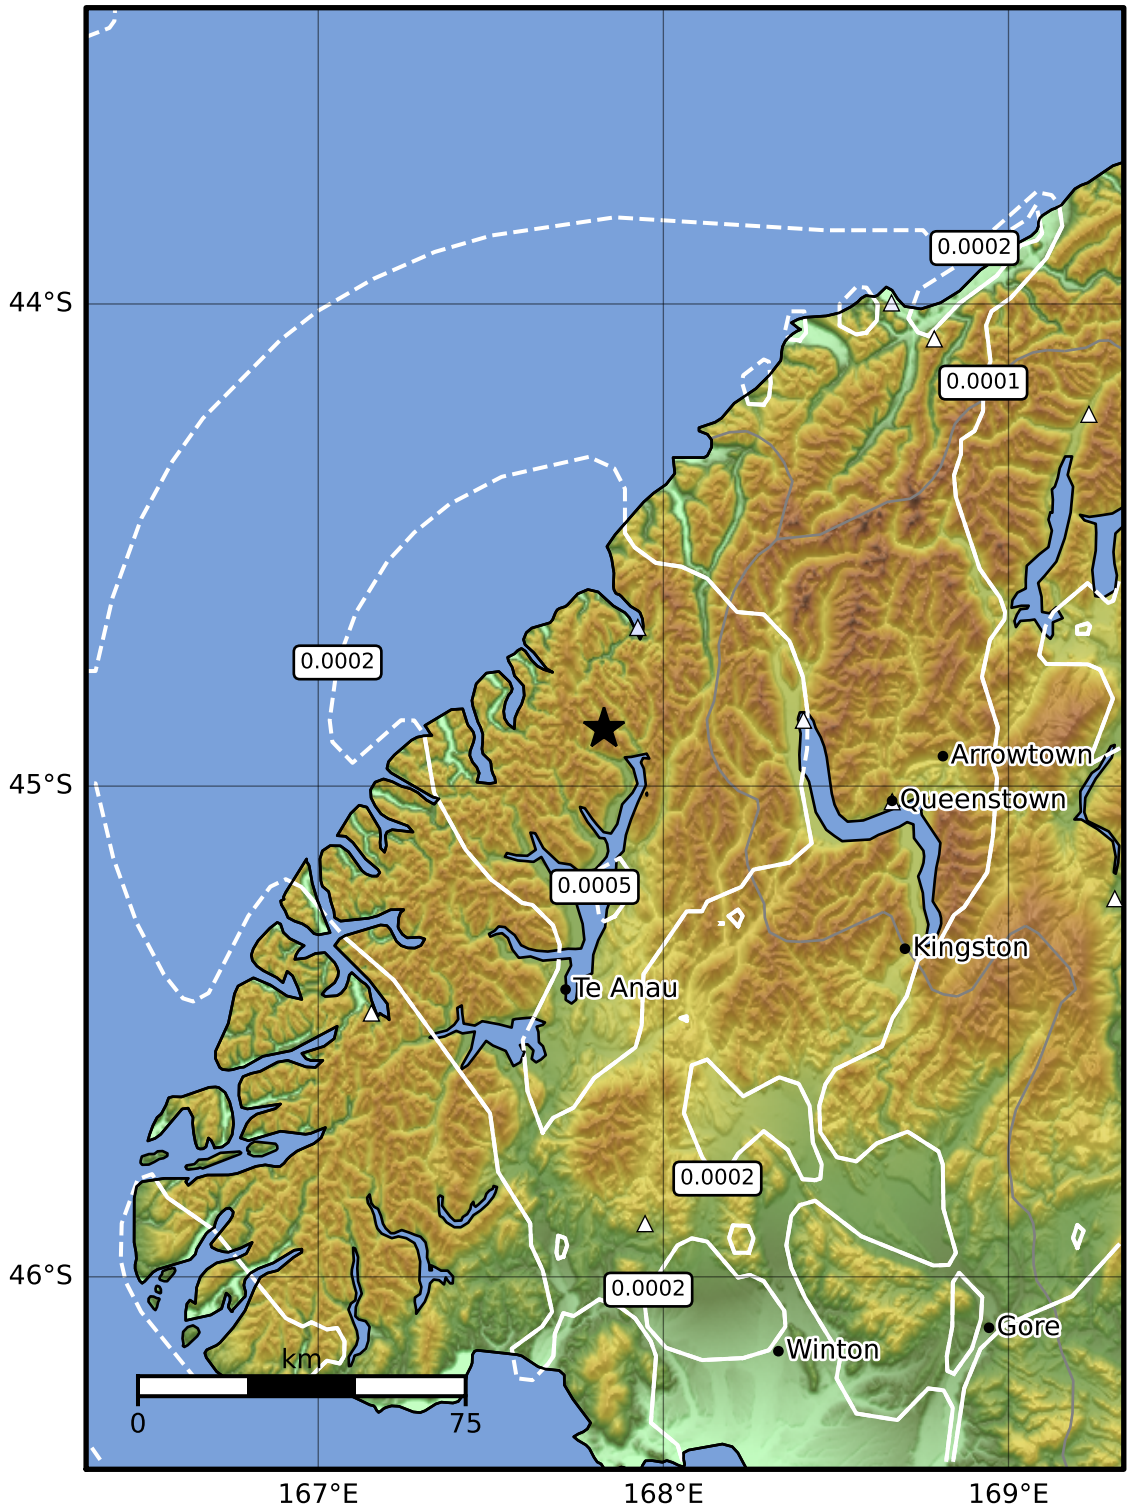 0.0002
44°S
0.0001
0.0002
Arrowtown
45°S
Queenstown
0.0005
Kingston
Te Anau
0.0002
46°S
0.0002
Gore
Winton
km
0
75
167°E
168°E
169°E